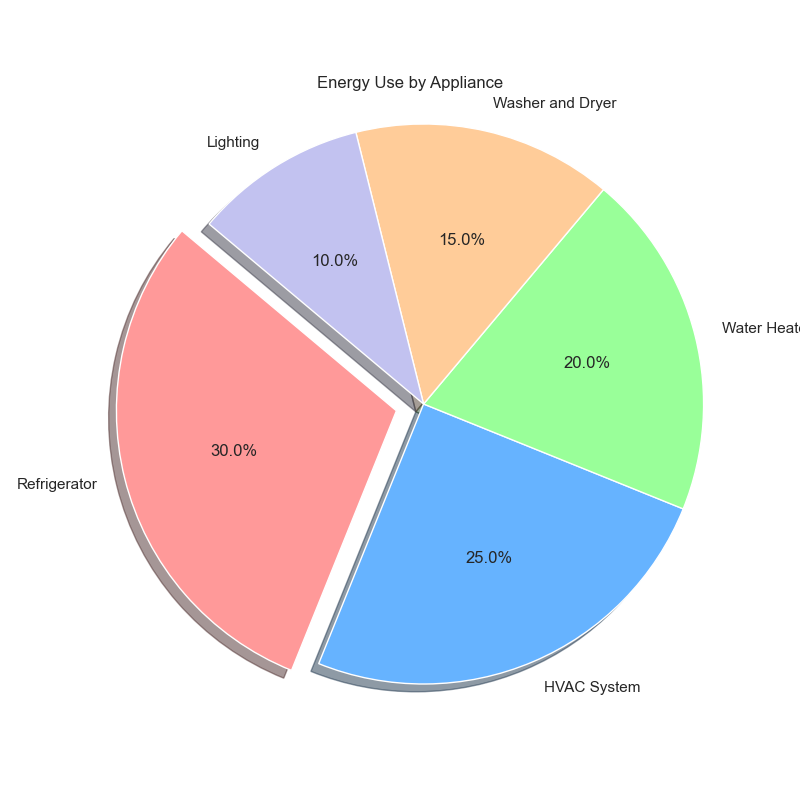 Energy Use by Appliance
Washer and Dryer
Lighting
15.0%
10.0%
Water Heate
20.0%
30.0%
Refrigerator
25.0%
HVAC System